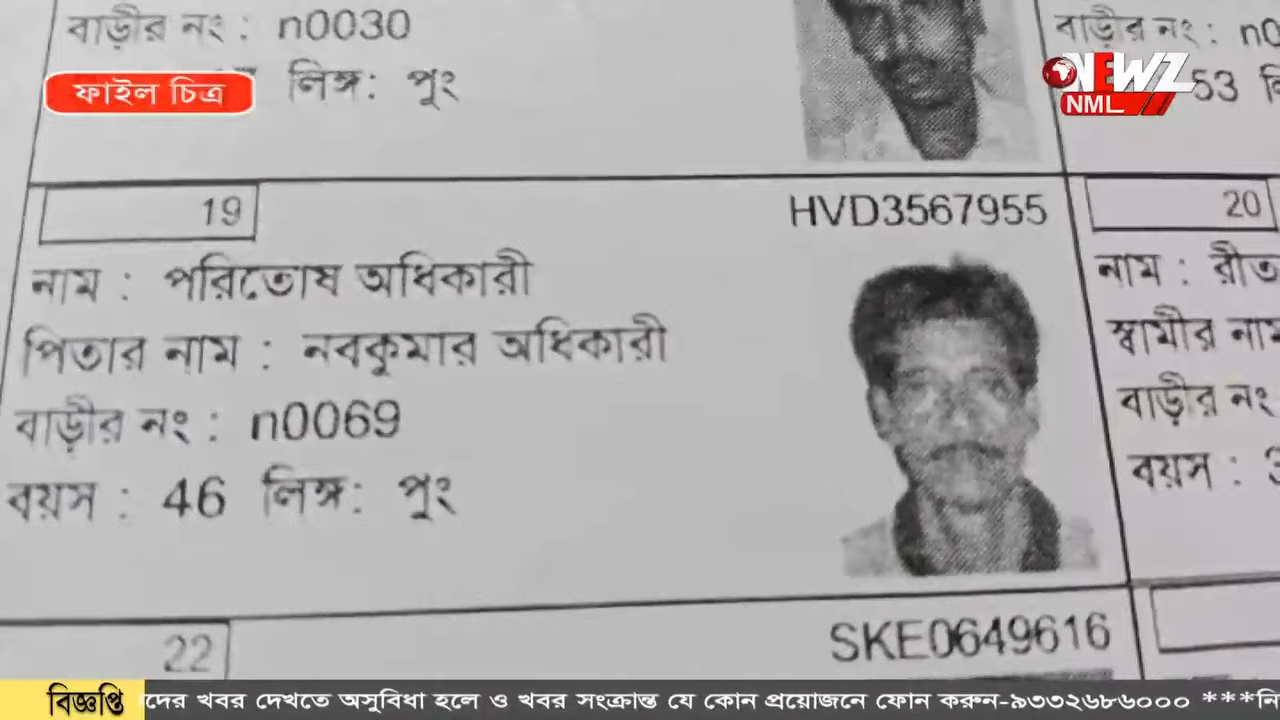 বাড়ীর নং : n0030
লিঙ্গ: পুং
ফাইল চিত্র
বাড়ীর নং :
NEWZ
NML
53
19
HVD3567955
নাম : পরিতোষ অধিকারী
পিতার নাম : নবকুমার অধিকারী
বাড়ীর নং : n0069
বয়স : 46 লিঙ্গ: পুং
20
নাম :
স্বামীর
বাড়ীর নং
বয়স :
22
SKE0649616
বিজ্ঞপ্তি
খবর দেখতে অসুবিধা হলে ও খবর সংক্রান্ত যে কোন প্রয়োজনে ফোন করুন-৯৩৩২৬৮৬০০০ ***